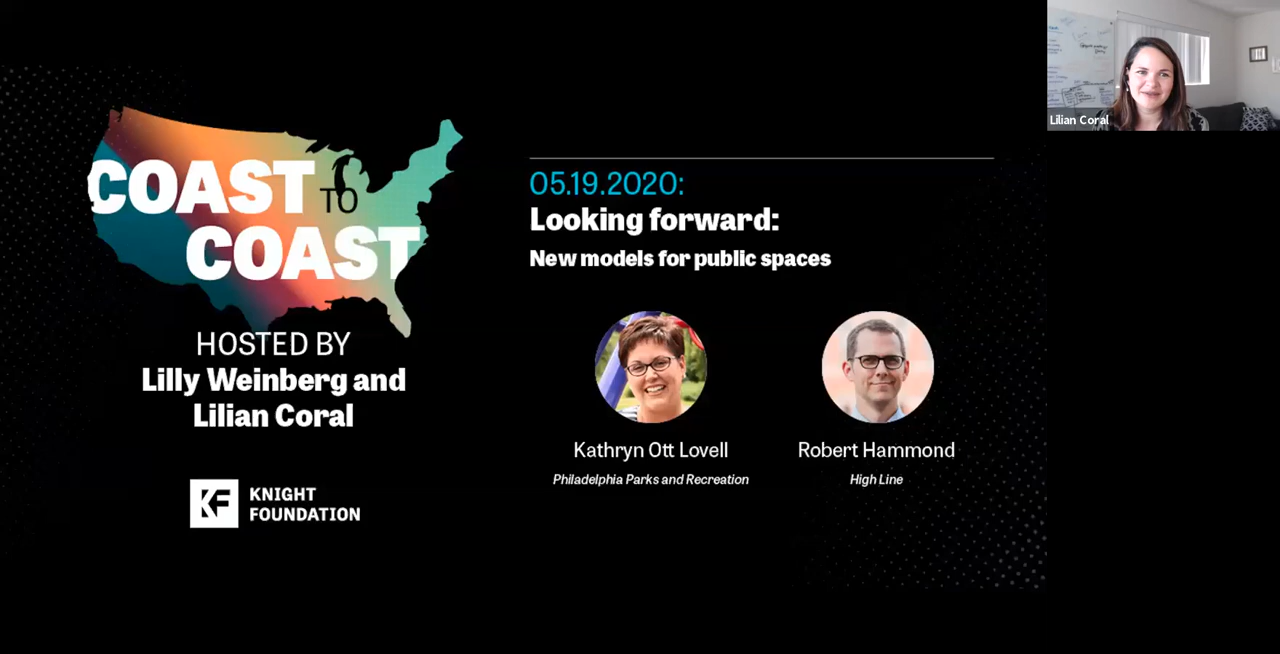 COAST TO
COAST
HOSTED BY
Lilly Weinberg and
Lilian Coral
KF KNIGHT
FOUNDATION
05.19.2020:
Looking forward:
New models for public spaces
Kathryn Ott Lovell
Philadelphia Parks and Recreation
Robert Hammond
High Line
Lilian Coral